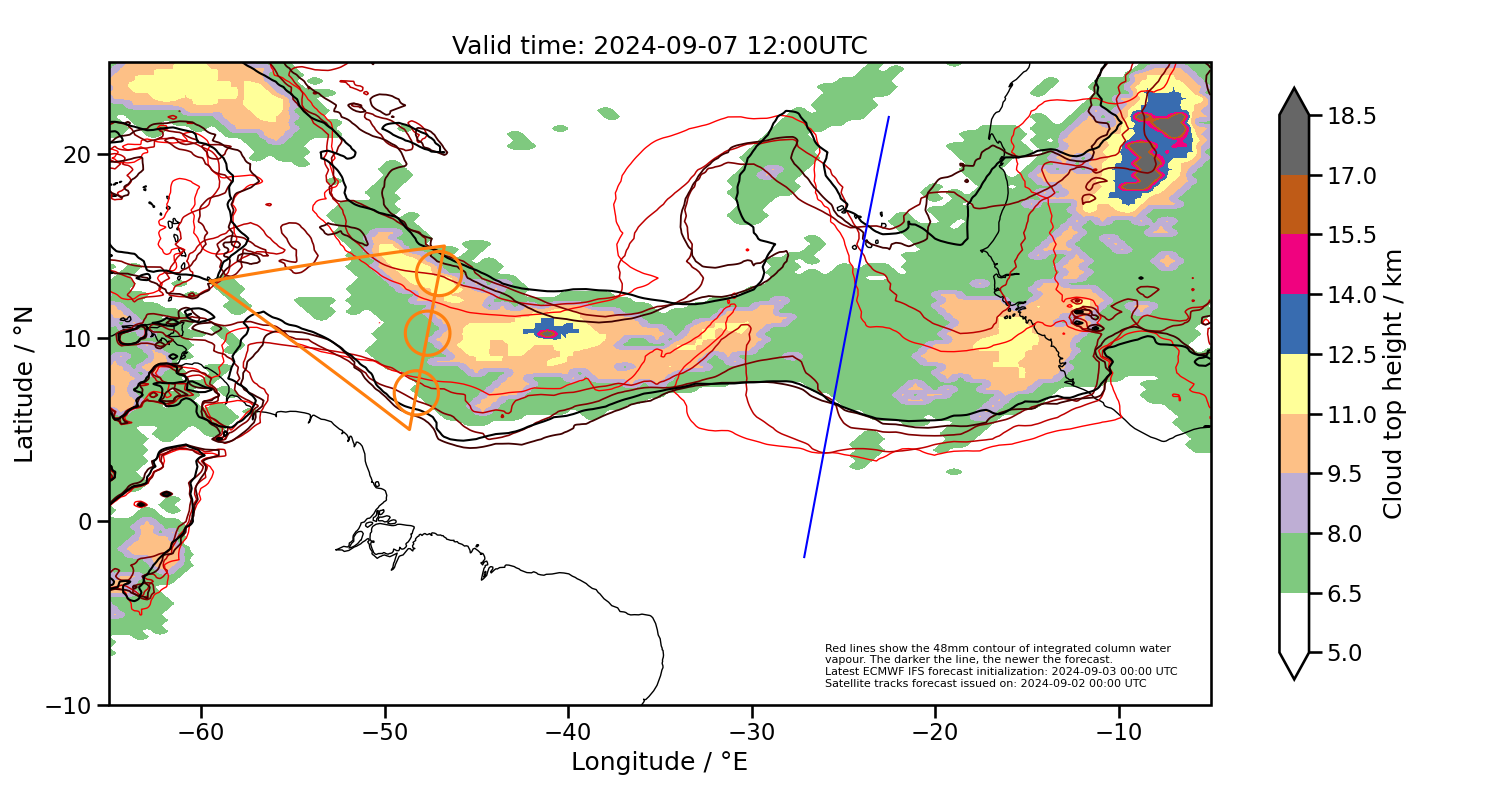 Valid time: 2024-09-07 12:00UTC
20
10
0
−10
Latitude / °N
−60
−50
−40
−30
−20
−10
Longitude / °E
Red lines show the 48mm contour of integrated column water
vapour. The darker the line, the newer the forecast.
Latest ECMWF IFS forecast initialization: 2024-09-03 00:00 UTC
Satellite tracks forecast issued on: 2024-09-02 00:00 UTC
18.5
17.0
15.5
14.0
12.5
11.0
9.5
8.0
6.5
5.0
Cloud top height / km